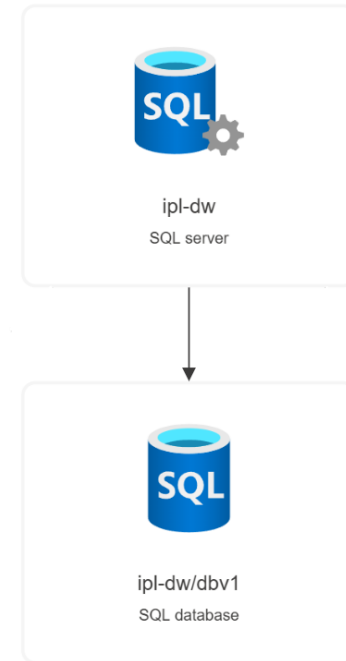 SQL
ipl-dw
SQL server
SQL
ipl-dw/dbv1
SQL database